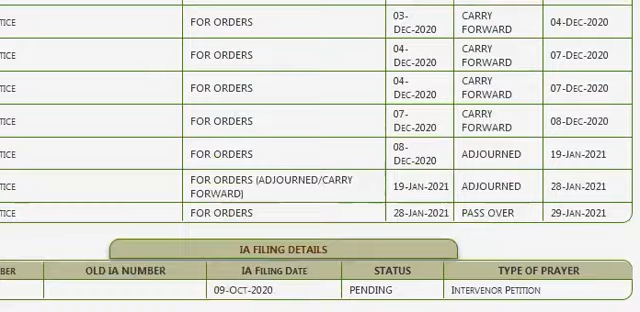 TICE FOR ORDERS 03- CARRY 04-DEC-2020
DEC-2020 FORWARD
TICE FOR ORDERS 04- CARRY 07-DEC-2020
DEC-2020 FORWARD
TICE FOR ORDERS 04- CARRY 07-DEC-2020
DEC-2020 FORWARD
TICE FOR ORDERS 07- CARRY 08-DEC-2020
DEC-2020 FORWARD
TICE FOR ORDERS 08- ADJOURNED 19-JAN-2021
DEC-2020
TICE FOR ORDERS (ADJOURNED/CARRY 19-JAN-2021 ADJOURNED 28-JAN-2021
FORWARD)
TICE FOR ORDERS 28-JAN-2021 PASS OVER 29-JAN-2021
IA FILING DETAILS
BER OLD IA NUMBER IA FILING DATE STATUS TYPE OF PRAYER
09-OCT-2020 PENDING INTERVENOR PETITION